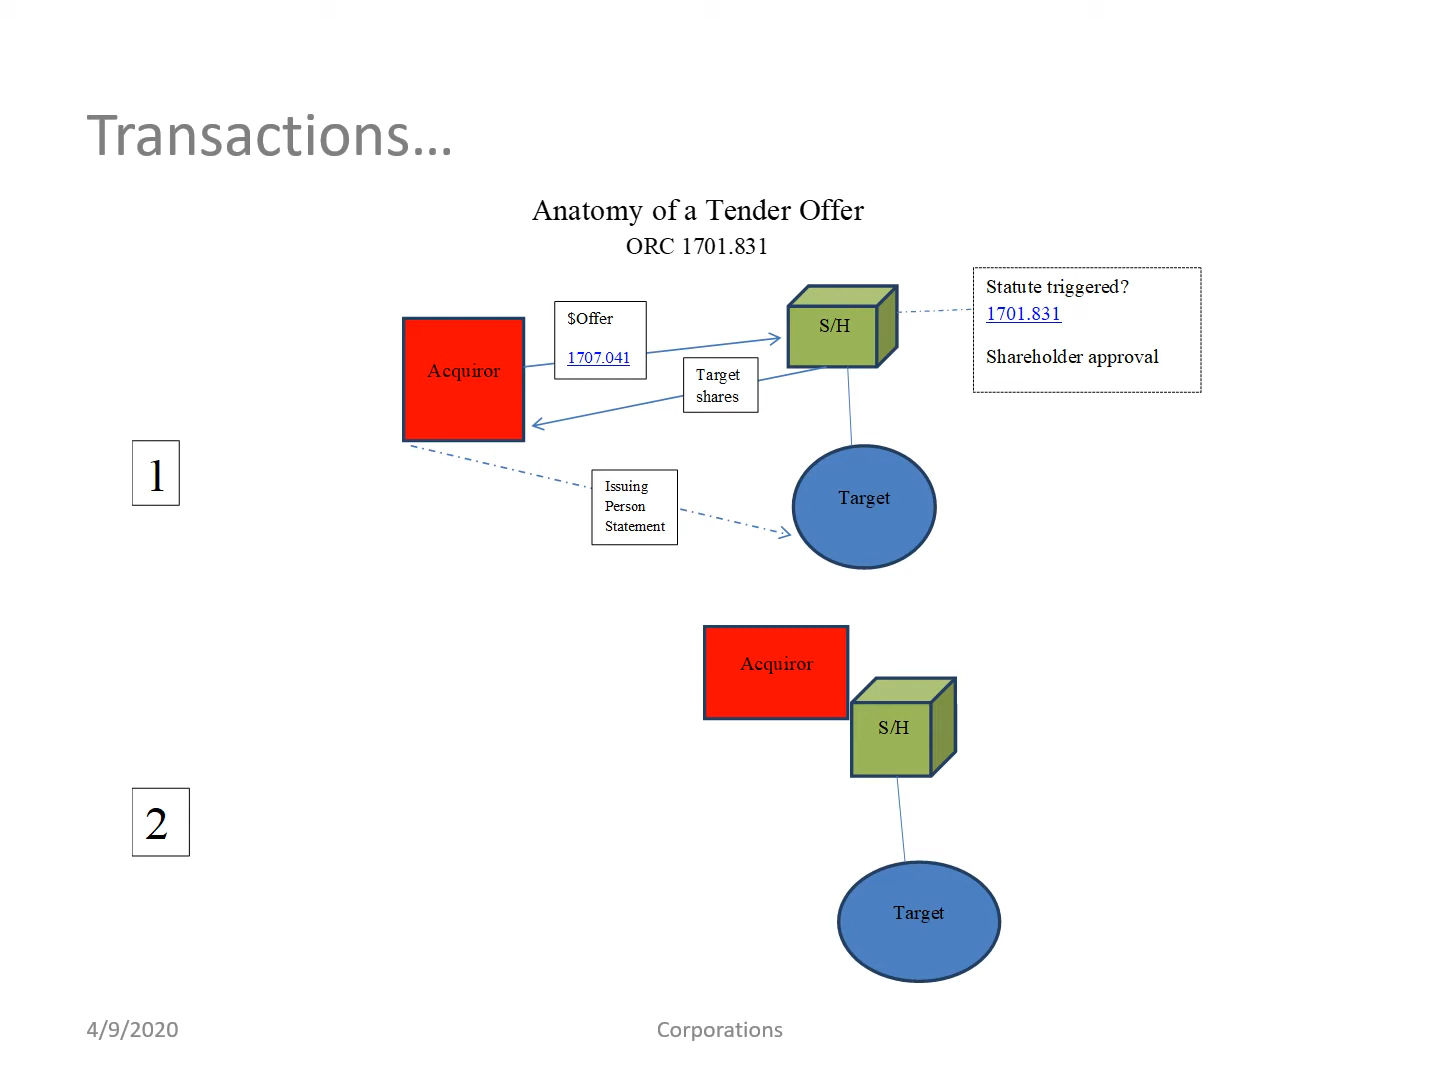 Transactions...
Anatomy of a Tender Offer
ORC 1701.831
Statute triggered?
1701.831
Shareholder approval
$Offer
1707.041
S/H
Acquiror
Target
shares
1
Issuing
Person
Statement
Target
Acquiror
S/H
2
Target
4/9/2020
Corporations